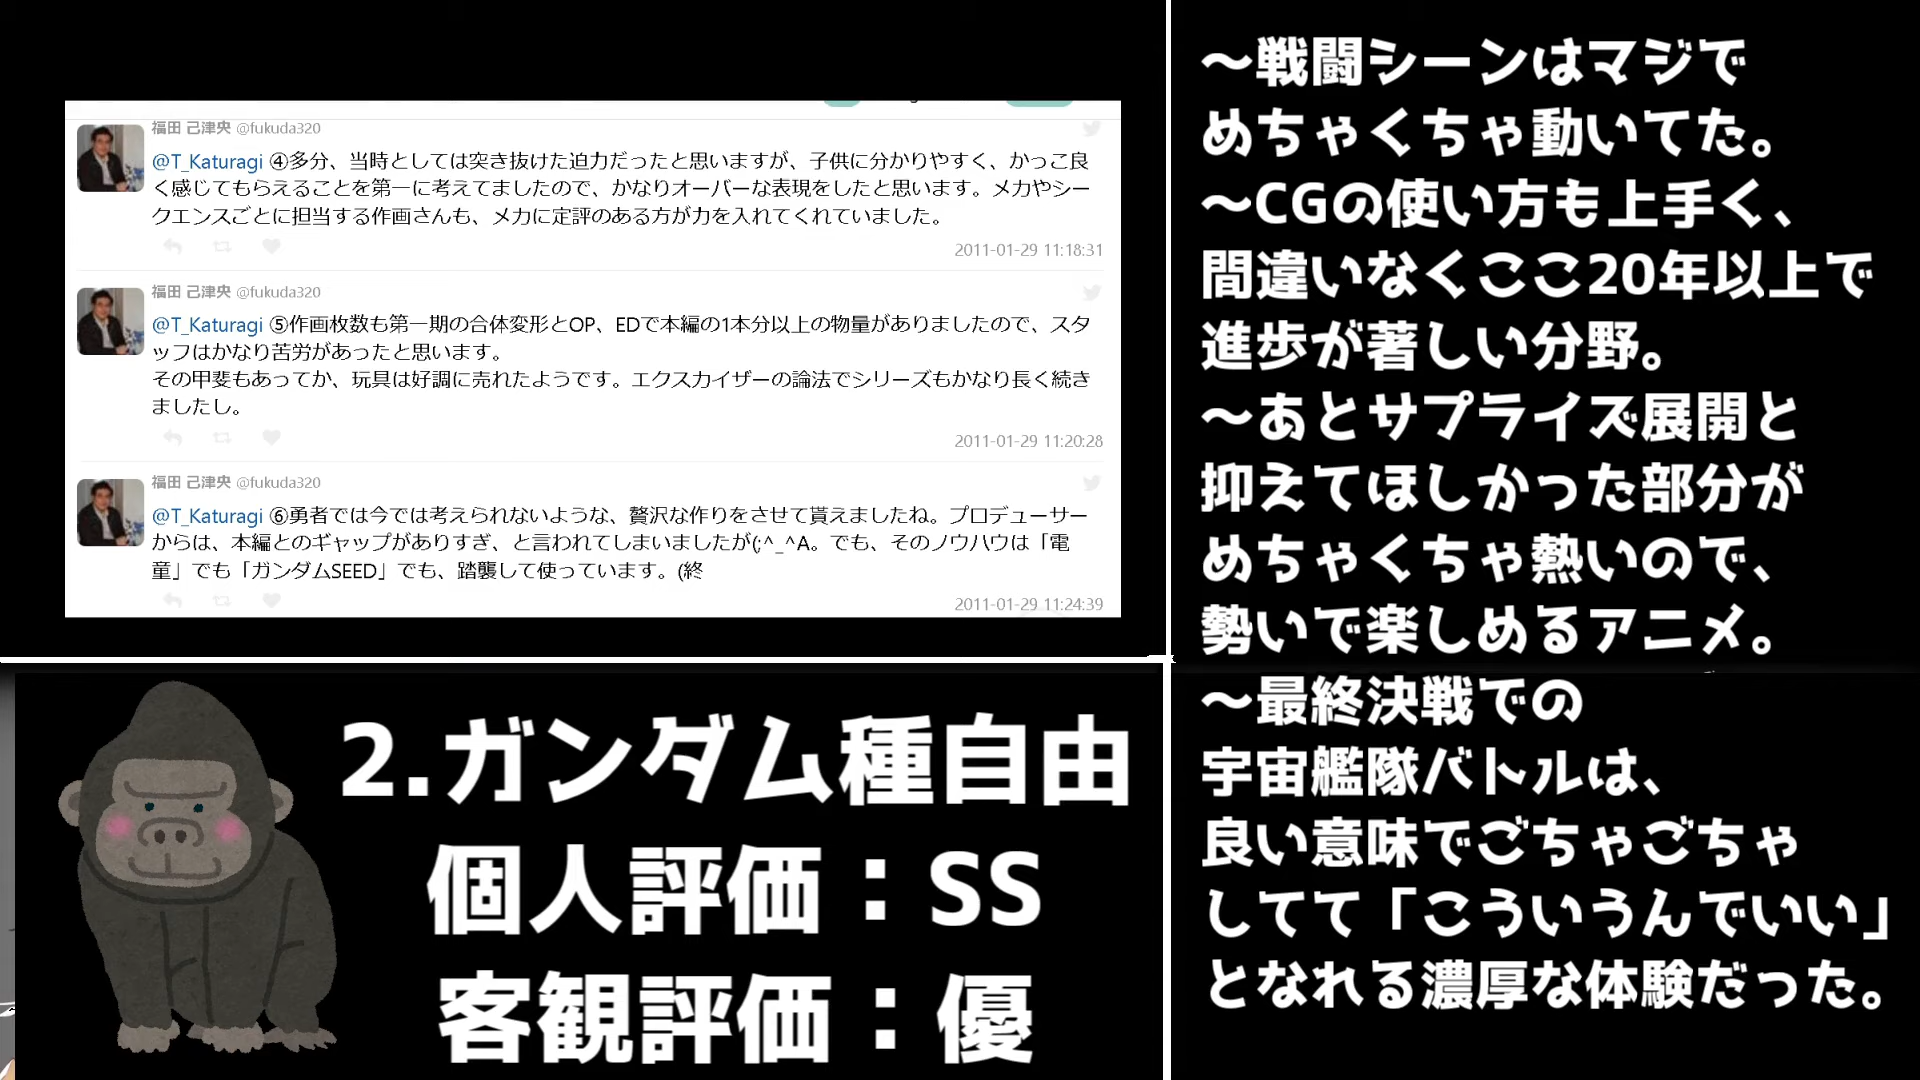 福田 己津央 @fukuda320
@T_Katuragi ④多分、当時としては突き抜けた迫力だったと思いますが、子供に分かりやすく、かっこ良
く感じてもらえることを第一に考えてましたので、かなりオーバーな表現をしたと思います。メカやシー
クエンスごとに担当する作画さんも、メカに定評のある方が力を入れてくれていました。
2011-01-29 11:18:31
福田 己津央 @fukuda320
@T_Katuragi ⑤作画枚数も第一期の合体変形とOP、EDで本編の1本分以上の物量がありましたので、スタ
ッフはかなり苦労があったと思います。
その甲斐もあってか、玩具は好調に売れたようです。エクスカイザーの論法でシリーズもかなり長く続き
ましたし。
2011-01-29 11:20:28
福田 己津央 @fukuda320
@T_Katuragi ⑥勇者では今では考えられないような、贅沢な作りをさせて貰えましたね。プロデューサー
からは、本編とのギャップがありすぎ、と言われてしまいましたが(;^_^A。でも、そのノウハウは「電
童」でも「ガンダムSEED」でも、踏襲して使っています。(終
2011-01-29 11:24:39
2.ガンダム種自由
個人評価：SS
客観評価：優
～戦闘シーンはマジで
めちゃくちゃ動いてた。
～CGの使い方も上手く、
間違いなくここ20年以上で
進歩が著しい分野。
～あとサプライズ展開と
抑えてほしかった部分が
めちゃくちゃ熱いので、
勢いで楽しめるアニメ。
～最終決戦での
宇宙艦隊バトルは、
良い意味でごちゃごちゃ
してて「こういうんでいい」
となれる濃厚な体験だった。